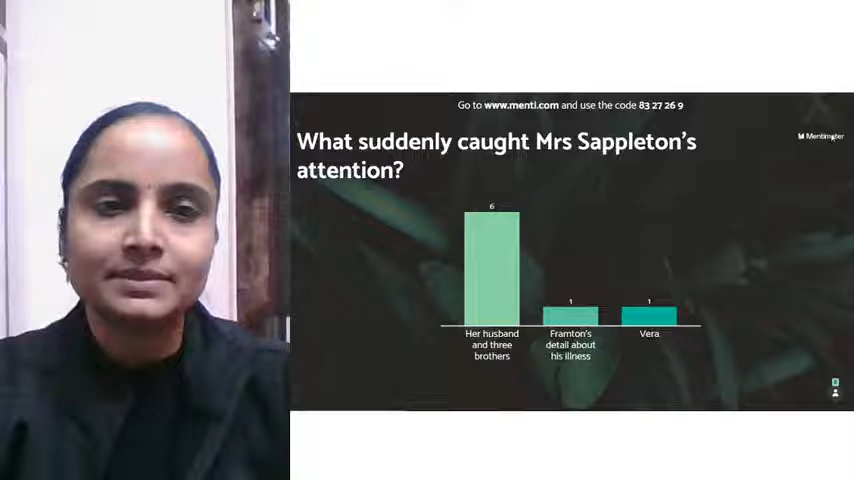 Go to www.menti.com and use the code 83 27 26 9
Mentimeter
What suddenly caught Mrs Sappleton's
attention?
6
1
1
Her husband
and three
brothers
Framton's
detail about
his illness
Vera